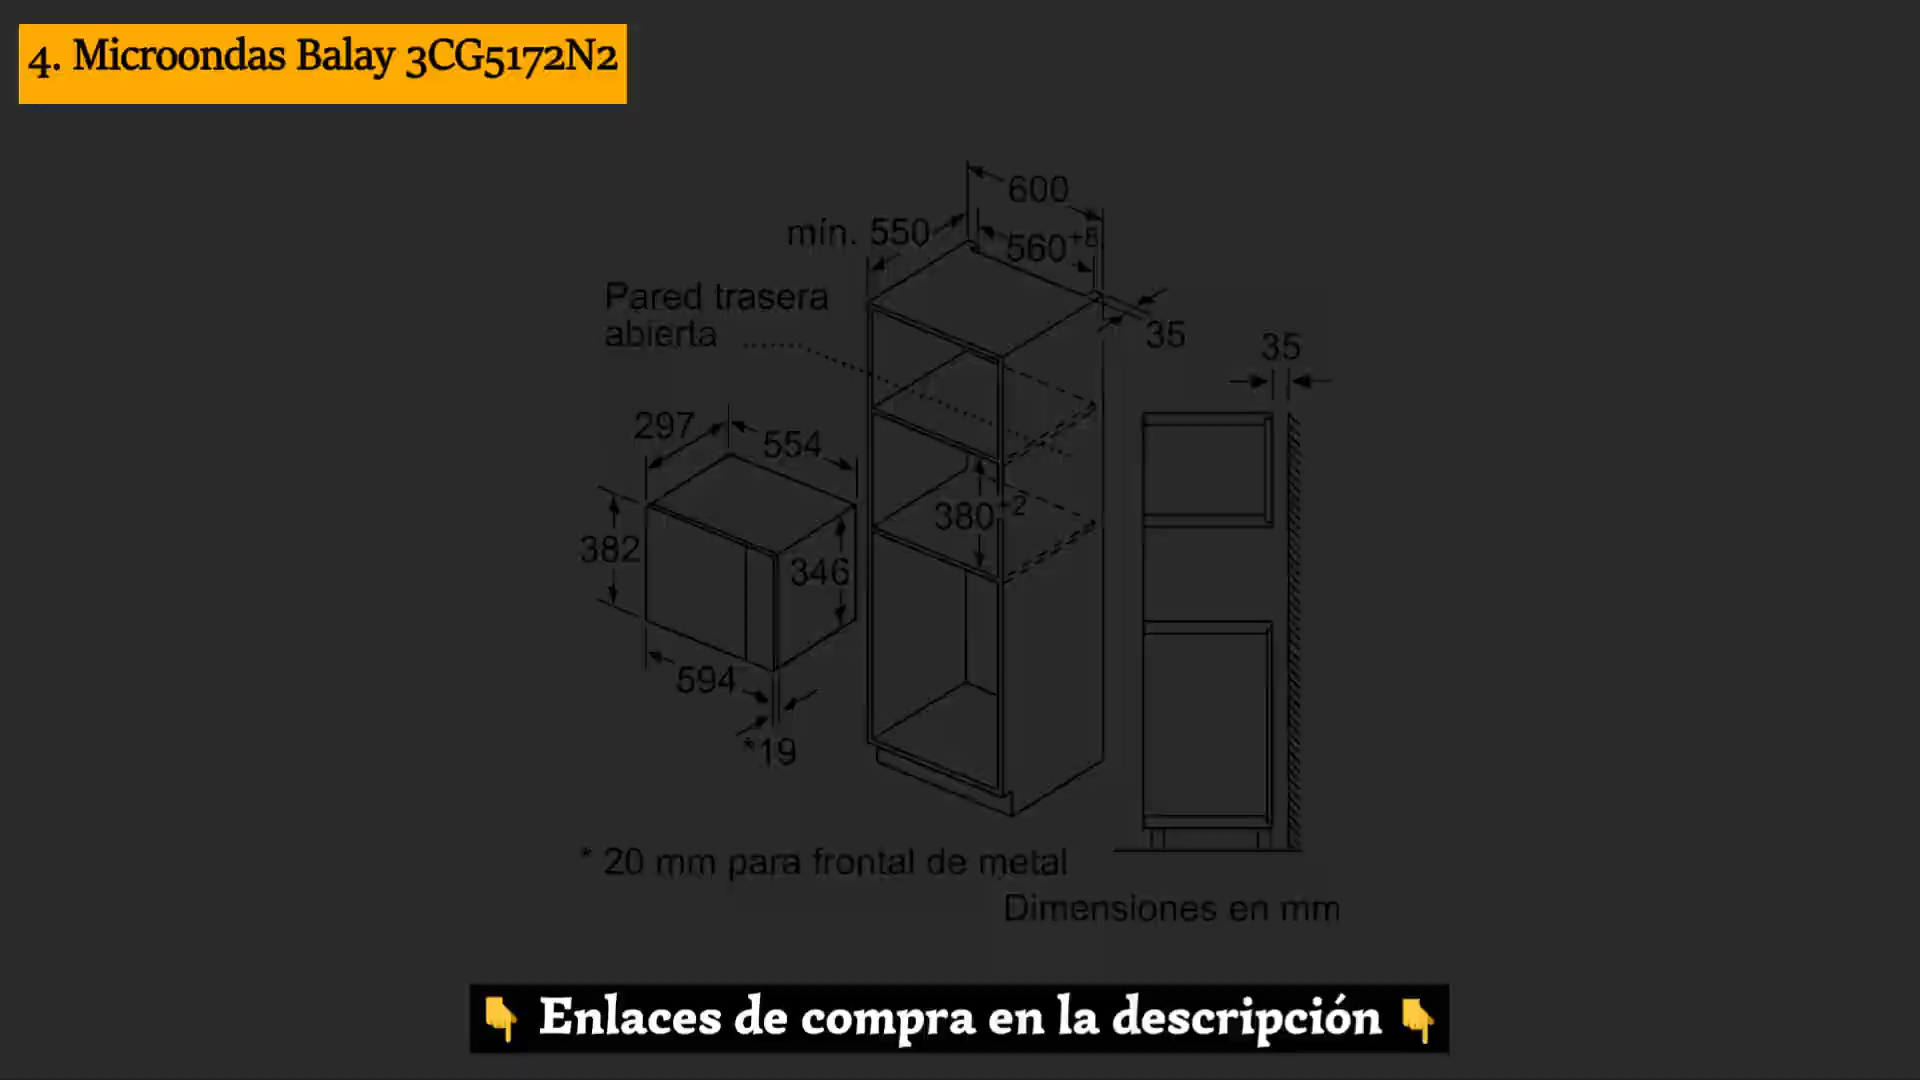 4. Microondas Balay 3CG5172N2
600
mín. 550
560+8
Pared trasera
abierta
35
35
297
554
380+2
382
346
594
*19
* 20 mm para frontal de metal
Dimensiones en mm
👇 Enlaces de compra en la descripción 👇